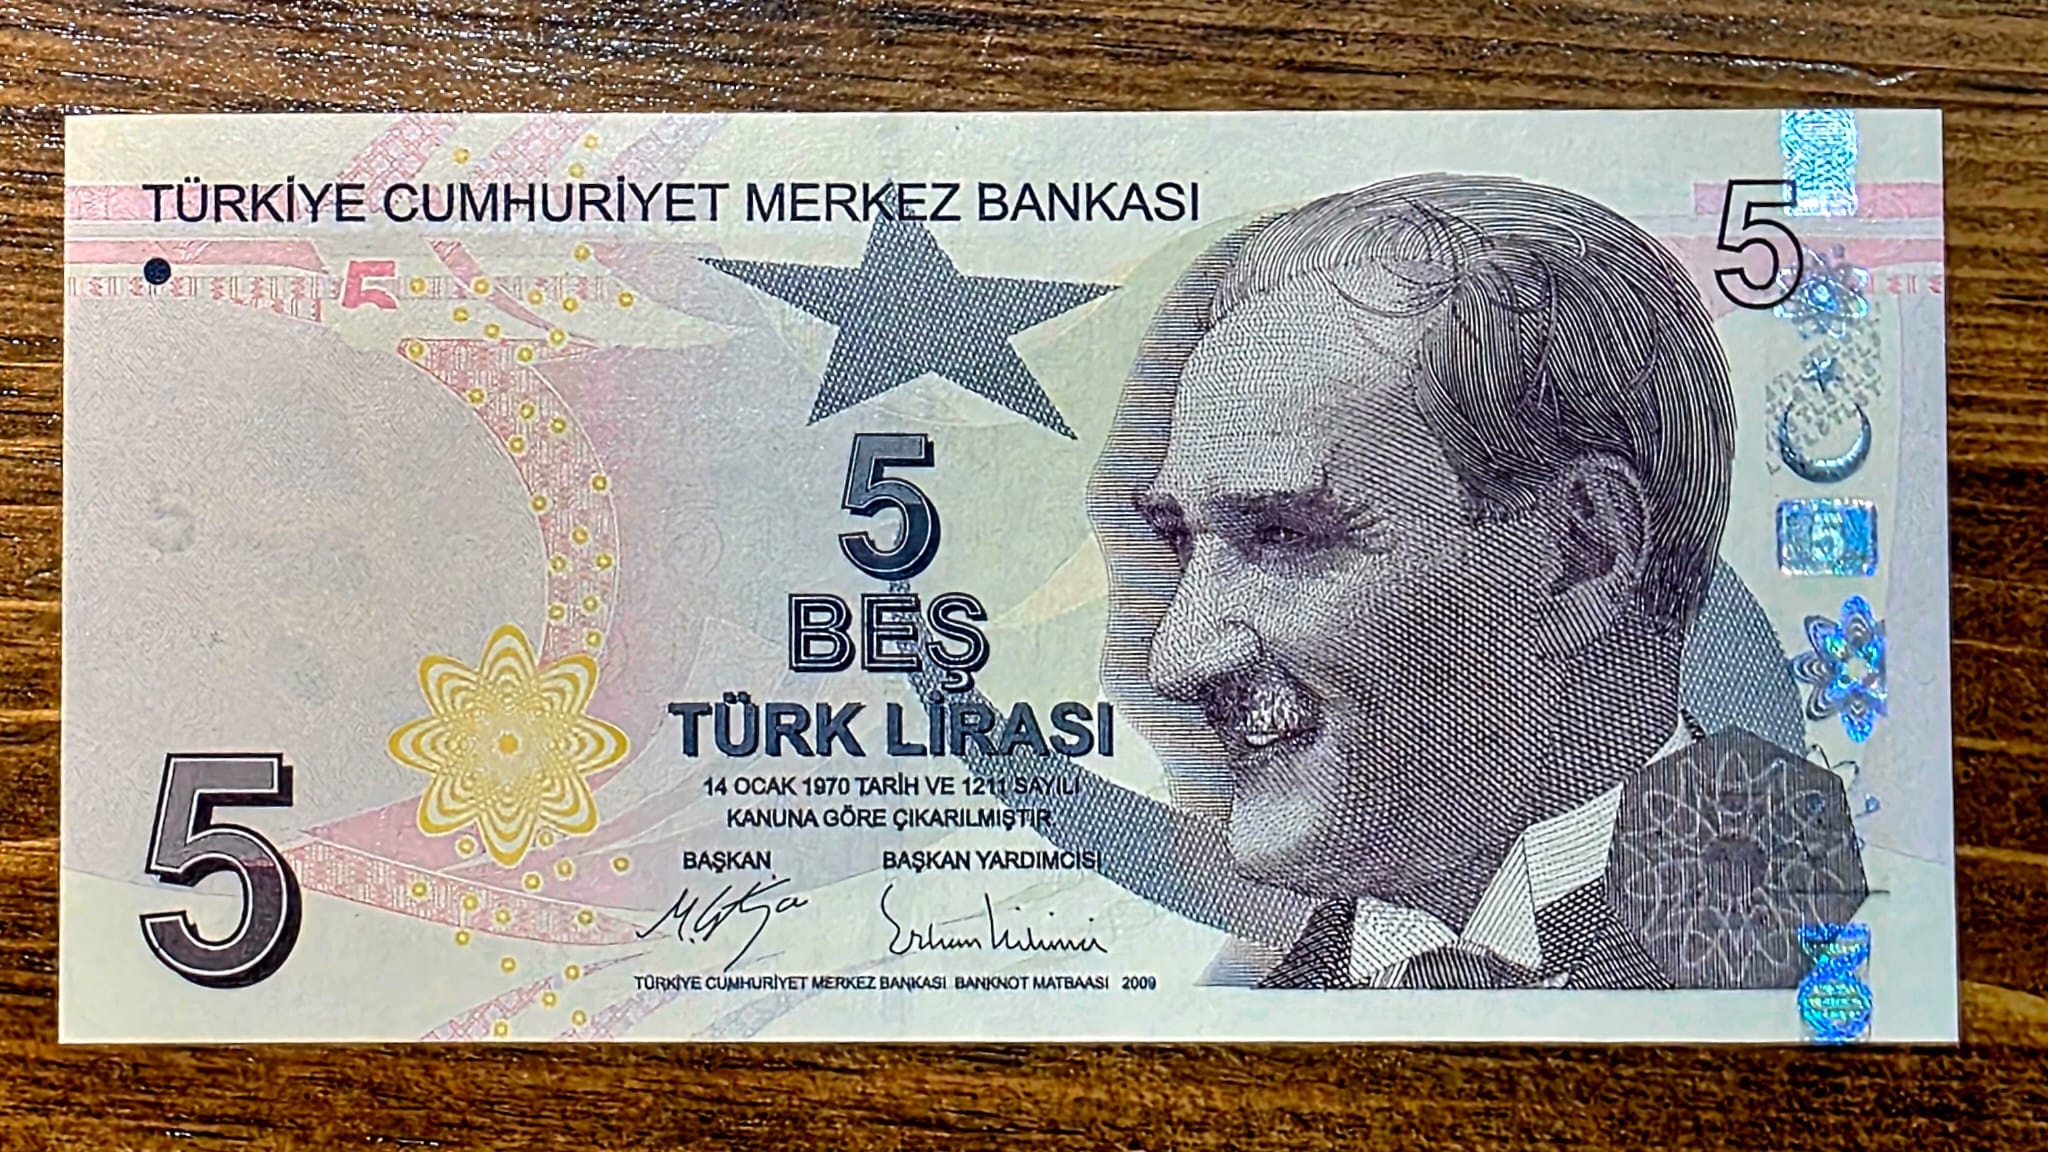 TÜRKİYE CUMHURİYET MERKEZ BANKASI
5
5
5
BEŞ
TÜRK LİRASI
14 OCAK 1970 TARİH VE 1211 SAYILI
KANUNA GÖRE ÇIKARILMIŞTIR.
BAŞKAN BAŞKAN YARDIMCISI
5
TÜRKİYE CUMHURİYET MERKEZ BANKASI BANKNOT MATBAASI 2009